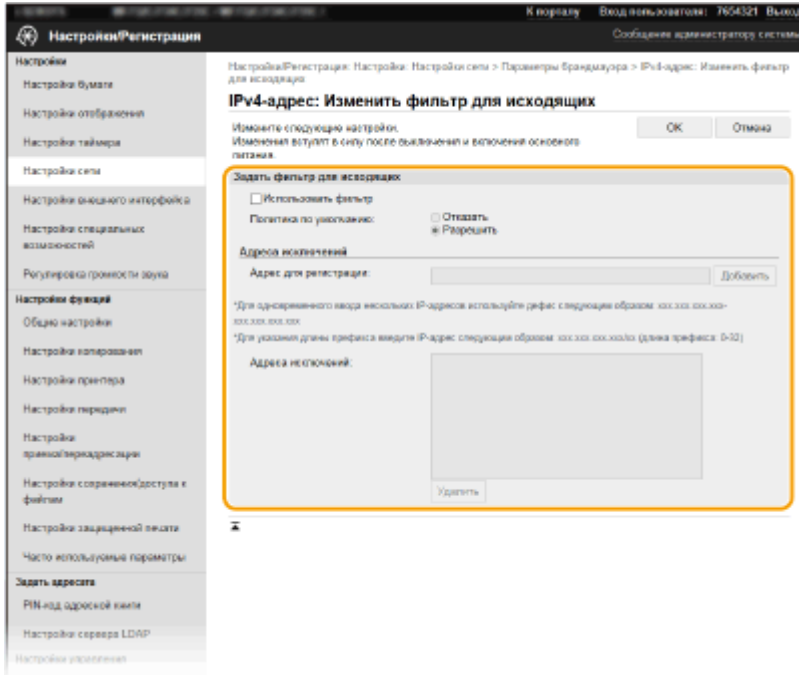 К порталу Вход пользователя: 7654321 Выход
Настройки/Регистрация
Сообщение администратору системы
Настройки
Настройки бумаги
Настройки отображения
Настройки таймера
Настройки сети
Настройки внешнего интерфейса
Настройки специальных
возможностей
Регулировка громкости звука
Настройки функций
Общие настройки
Настройки копирования
Настройки принтера
Настройки передачи
Настройки
приема/переадресации
Настройки сохранения/доступа к
файлам
Настройки защищенной печати
Часто используемые параметры
Задать адресата
PIN-код адресной книги
Настройки сервера LDAP
Настройки управления
Настройки/Регистрация: Настройки: Настройки сети > Параметры брандмауэра > IPv4-адрес: Изменить фильтр
для исходящих
IPv4-адрес: Изменить фильтр для исходящих
Измените следующие настройки.
Изменения вступят в силу после выключения и включения основного
питания.
OK Отмена
Задать фильтр для исходящих
Использовать фильтр
Политика по умолчанию: Отказать
Разрешить
Адреса исключений
Адрес для регистрации: Добавить
*Для одновременного ввода нескольких IP-адресов используйте дефис следующим образом: xxx.xxx.xxx.xxx-
xxx.xxx.xxx.xxx
*Для указания длины префикса введите IP-адрес следующим образом: xxx.xxx.xxx.xxx/xx (длина префикса: 0-32)
Адреса исключений:
Удалить